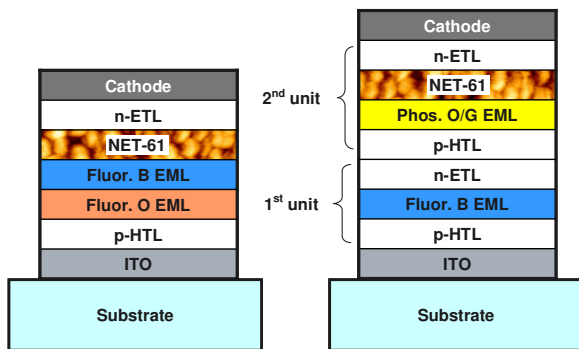 Cathode
n-ETL
NET-61
Fluor. B EML
Fluor. O EML
p-HTL
ITO
Substrate
2nd unit
1st unit
Cathode
n-ETL
NET-61
Phos. O/G EML
p-HTL
n-ETL
Fluor. B EML
p-HTL
ITO
Substrate